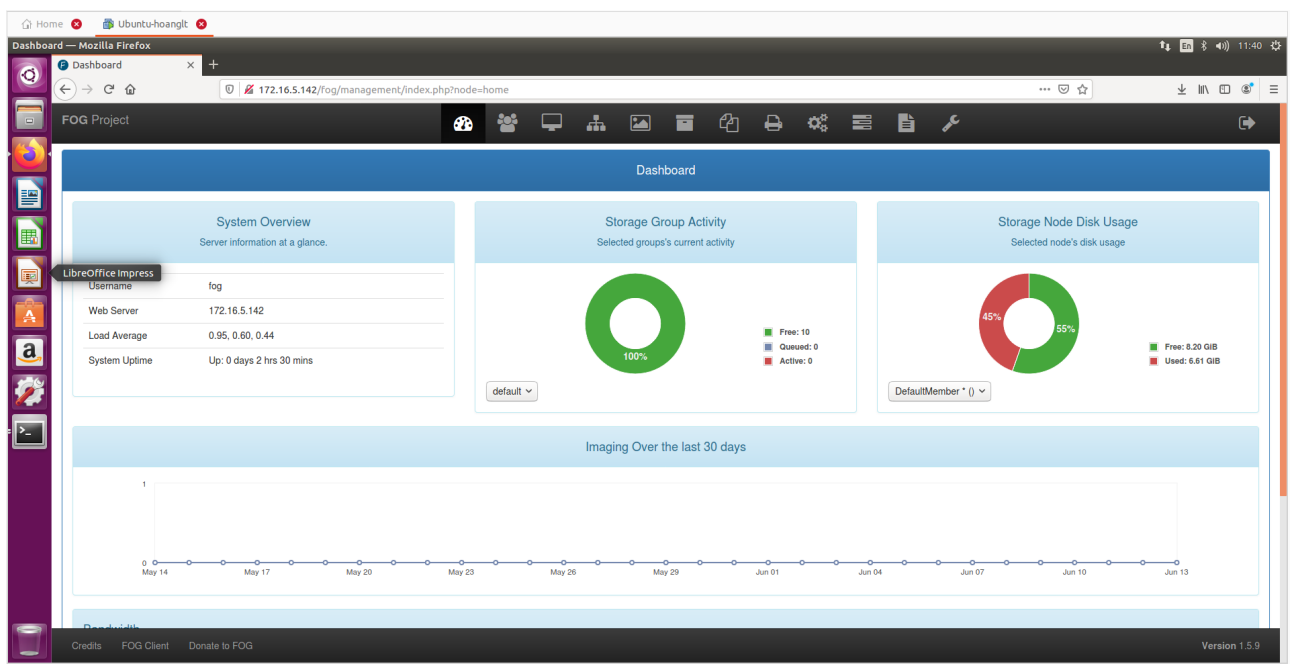 Home
Ubuntu-hoanglt
Dashboard — Mozilla Firefox
En
11:40
Dashboard
172.16.5.142/fog/management/index.php?node=home
FOG Project
Dashboard
System Overview
Server information at a glance.
Username fog
Web Server 172.16.5.142
Load Average 0.95, 0.60, 0.44
System Uptime Up: 0 days 2 hrs 30 mins
LibreOffice Impress
Storage Group Activity
Selected groups's current activity
100%
Free: 10
Queued: 0
Active: 0
default
Storage Node Disk Usage
Selected node's disk usage
45%
55%
Free: 8.20 GiB
Used: 6.61 GiB
DefaultMember * ()
Imaging Over the last 30 days
1
0
May 14 May 17 May 20 May 23 May 26 May 29 Jun 01 Jun 04 Jun 07 Jun 10 Jun 13
Bandwidth
Credits FOG Client Donate to FOG
Version 1.5.9